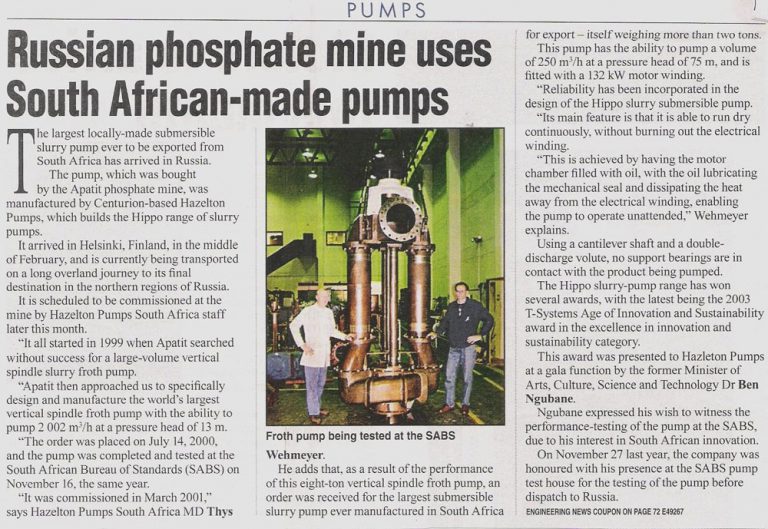 PUMPS
Russian phosphate mine uses
South African-made pumps
The largest locally-made submersible
slurry pump ever to be exported from
South Africa has arrived in Russia.
The pump, which was bought
by the Apatit phosphate mine, was
manufactured by Centurion-based Hazelton
Pumps, which builds the Hippo range of slurry
pumps.
It arrived in Helsinki, Finland, in the middle
of February, and is currently being transported
on a long overland journey to its final
destination in the northern regions of Russia.
It is scheduled to be commissioned at the
mine by Hazelton Pumps South Africa staff
later this month.
“It all started in 1999 when Apatit searched
without success for a large-volume vertical
spindle slurry froth pump.
“Apatit then approached us to specifically
design and manufacture the world's largest
vertical spindle froth pump with the ability to
pump 2 002 m³/h at a pressure head of 13 m.
“The order was placed on July 14, 2000,
and the pump was completed and tested at the
South African Bureau of Standards (SABS) on
November 16, the same year.
“It was commissioned in March 2001,”
says Hazelton Pumps South Africa MD Thys
Froth pump being tested at the SABS
Wehmeyer.
He adds that, as a result of the performance
of this eight-ton vertical spindle froth pump, an
order was received for the largest submersible
slurry pump ever manufactured in South Africa
for export – itself weighing more than two tons.
This pump has the ability to pump a volume
of 250 m³/h at a pressure head of 75 m, and is
fitted with a 132 kW motor winding.
“Reliability has been incorporated in the
design of the Hippo slurry submersible pump.
“Its main feature is that it is able to run dry
continuously, without burning out the electrical
winding.
“This is achieved by having the motor
chamber filled with oil, with the oil lubricating
the mechanical seal and dissipating the heat
away from the electrical winding, enabling
the pump to operate unattended,” Wehmeyer
explains.
Using a cantilever shaft and a double-
discharge volute, no support bearings are in
contact with the product being pumped.
The Hippo slurry-pump range has won
several awards, with the latest being the 2003
T-Systems Age of Innovation and Sustainability
award in the excellence in innovation and
sustainability category.
This award was presented to Hazleton Pumps
at a gala function by the former Minister of
Arts, Culture, Science and Technology Dr Ben
Ngubane.
Ngubane expressed his wish to witness the
performance-testing of the pump at the SABS,
due to his interest in South African innovation.
On November 27 last year, the company was
honoured with his presence at the SABS pump
test house for the testing of the pump before
dispatch to Russia.
ENGINEERING NEWS COUPON ON PAGE 72 E49267